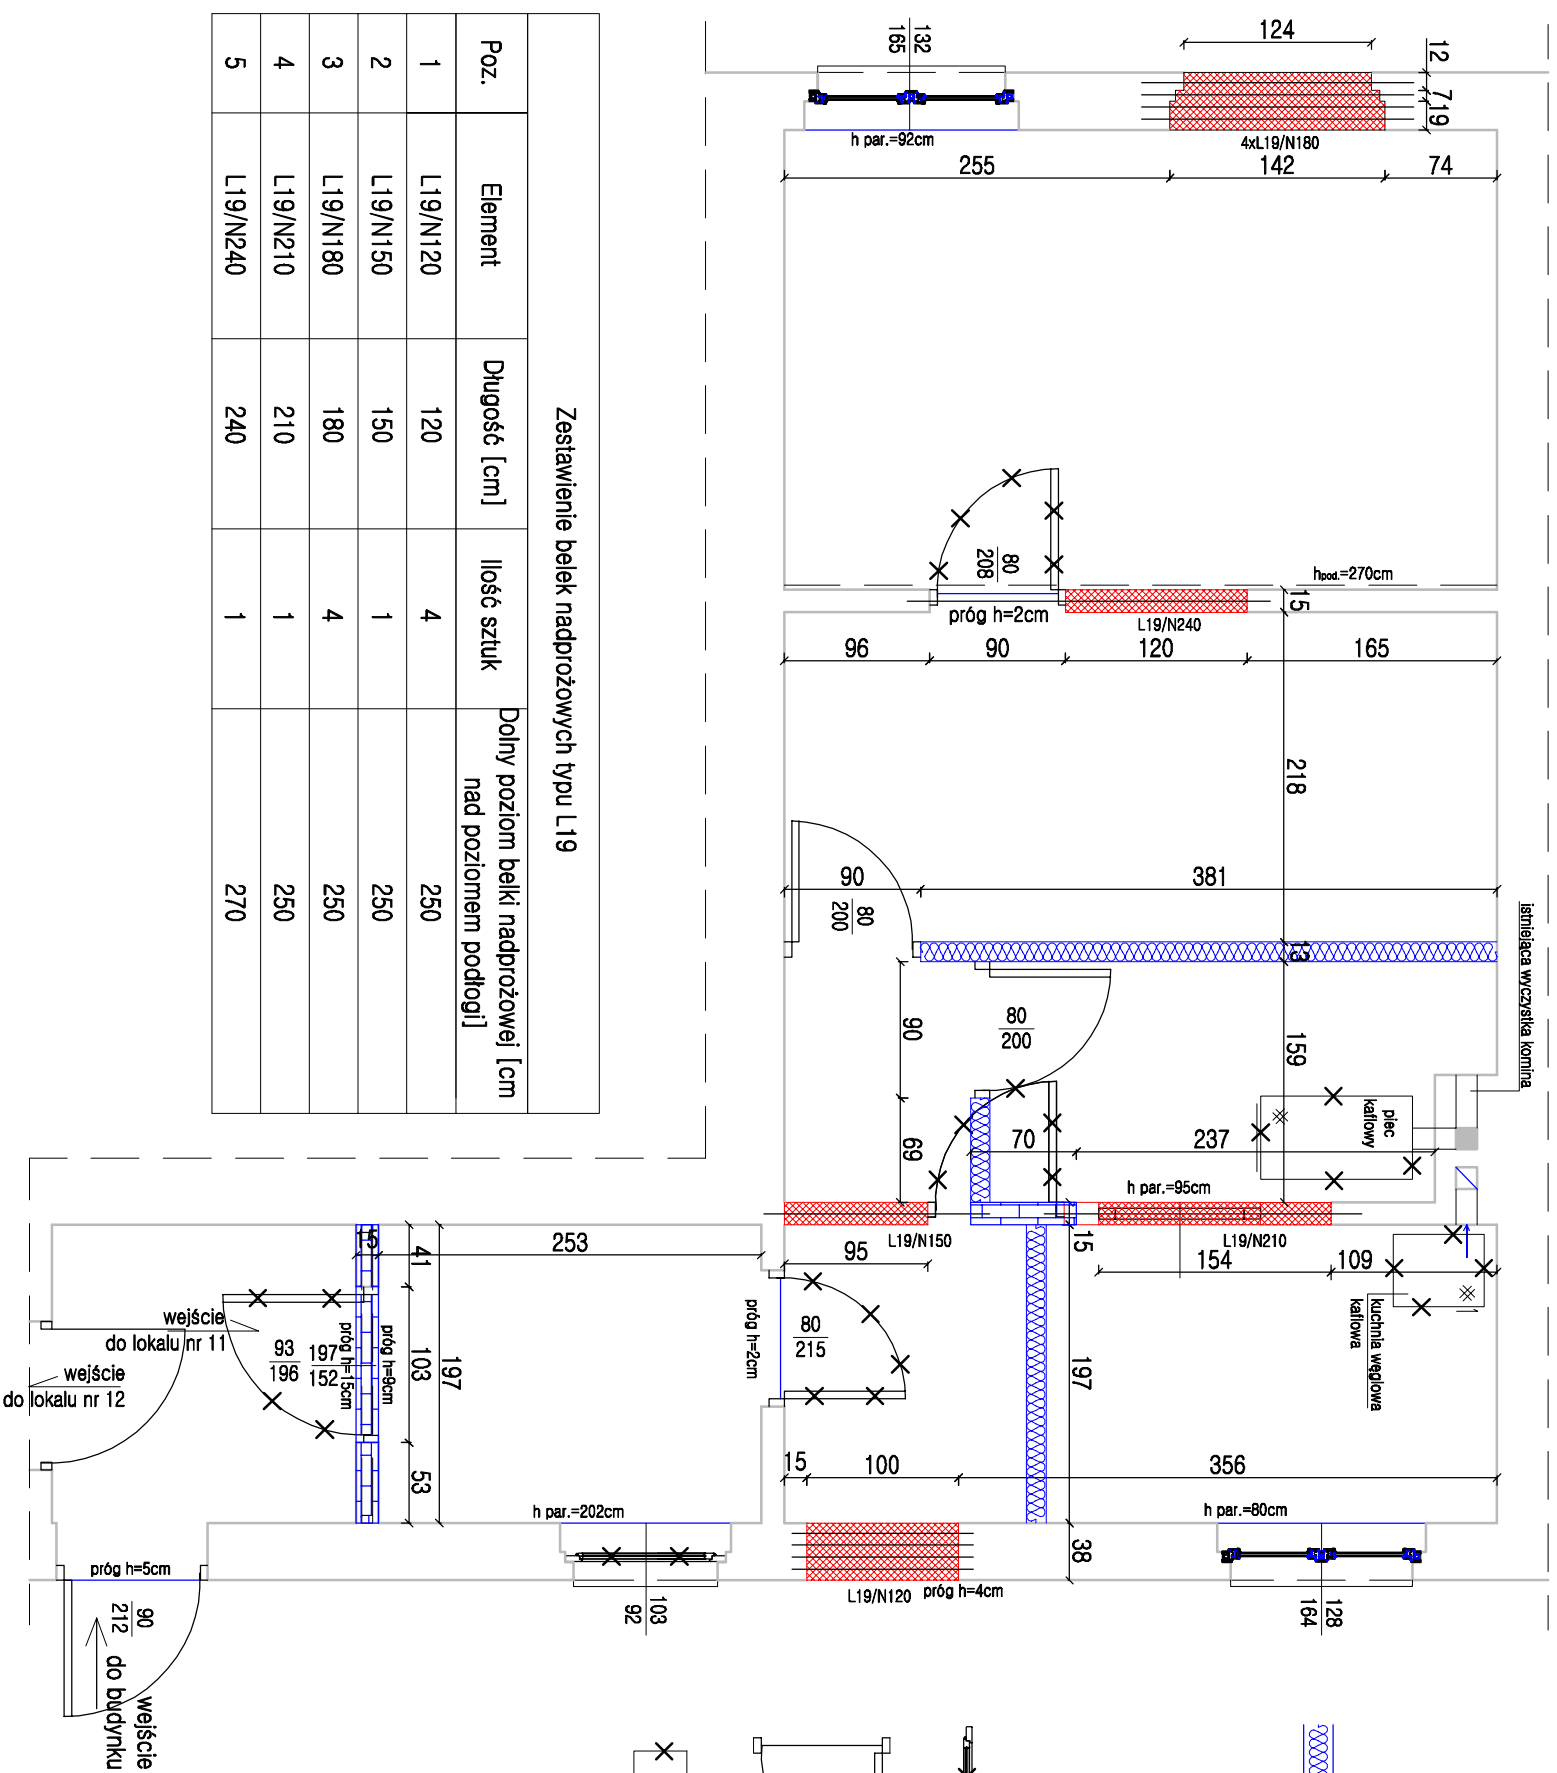 124
12
7
19
132
165
h par.=92cm
4xL19/N180
255
142
74
80
208
hpod.=270cm
15
próg h=2cm
L19/N240
96
90
120
165
218
90
381
80
200
13
istniejąca wyczystka komina
90
80
200
159
piec
kaflowy
69
70
237
h par.=95cm
L19/N150
L19/N210
15
95
154
109
kuchnia węglowa
kaflowa
253
15
41
próg h=2cm
80
215
wejście
do lokalu nr 11
wejście
do lokalu nr 12
93
196
197
152
próg h=15cm
próg h=9cm
103
197
197
53
15
100
356
h par.=202cm
h par.=80cm
38
próg h=5cm
L19/N120
próg h=4cm
90
212
103
92
128
164
wejście
do budynku
Zestawienie belek nadprożowych typu L19
Poz.
Element
Długość [cm]
Ilość sztuk
Dolny poziom belki nadprożowej [cm
nad poziomem podłogi]
1
L19/N120
120
4
250
2
L19/N150
150
1
250
3
L19/N180
180
4
250
4
L19/N210
210
1
250
5
L19/N240
240
1
270